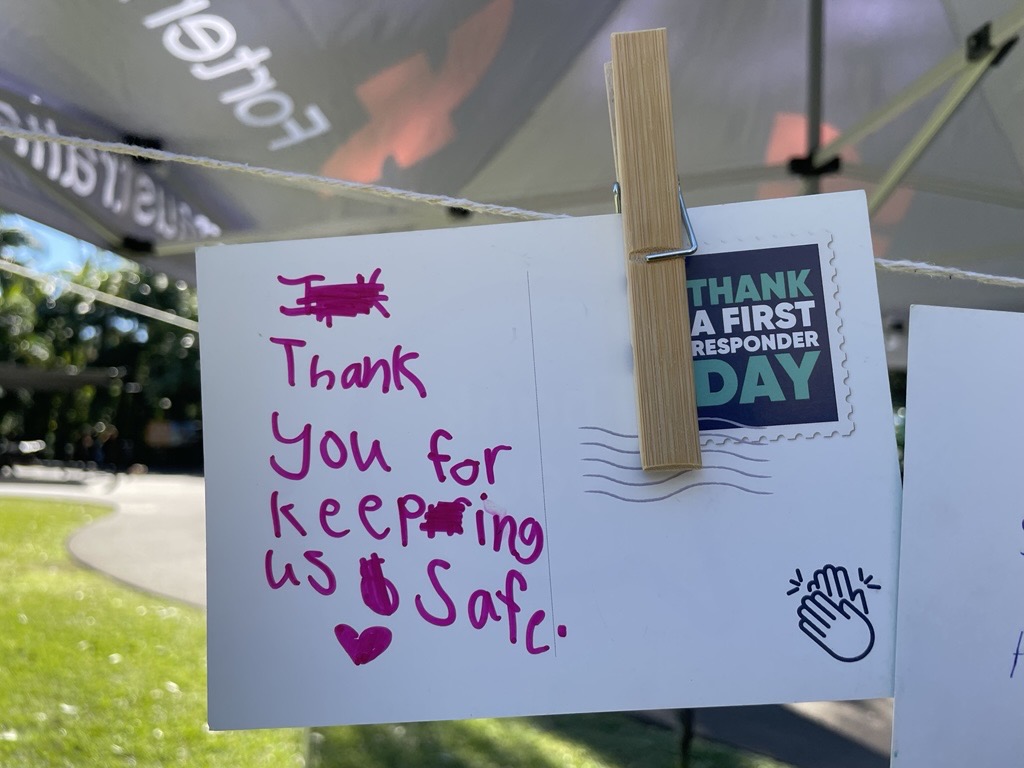 Thank
you for
keeping
us Safe.
THANK
A FIRST
RESPONDER
DAY